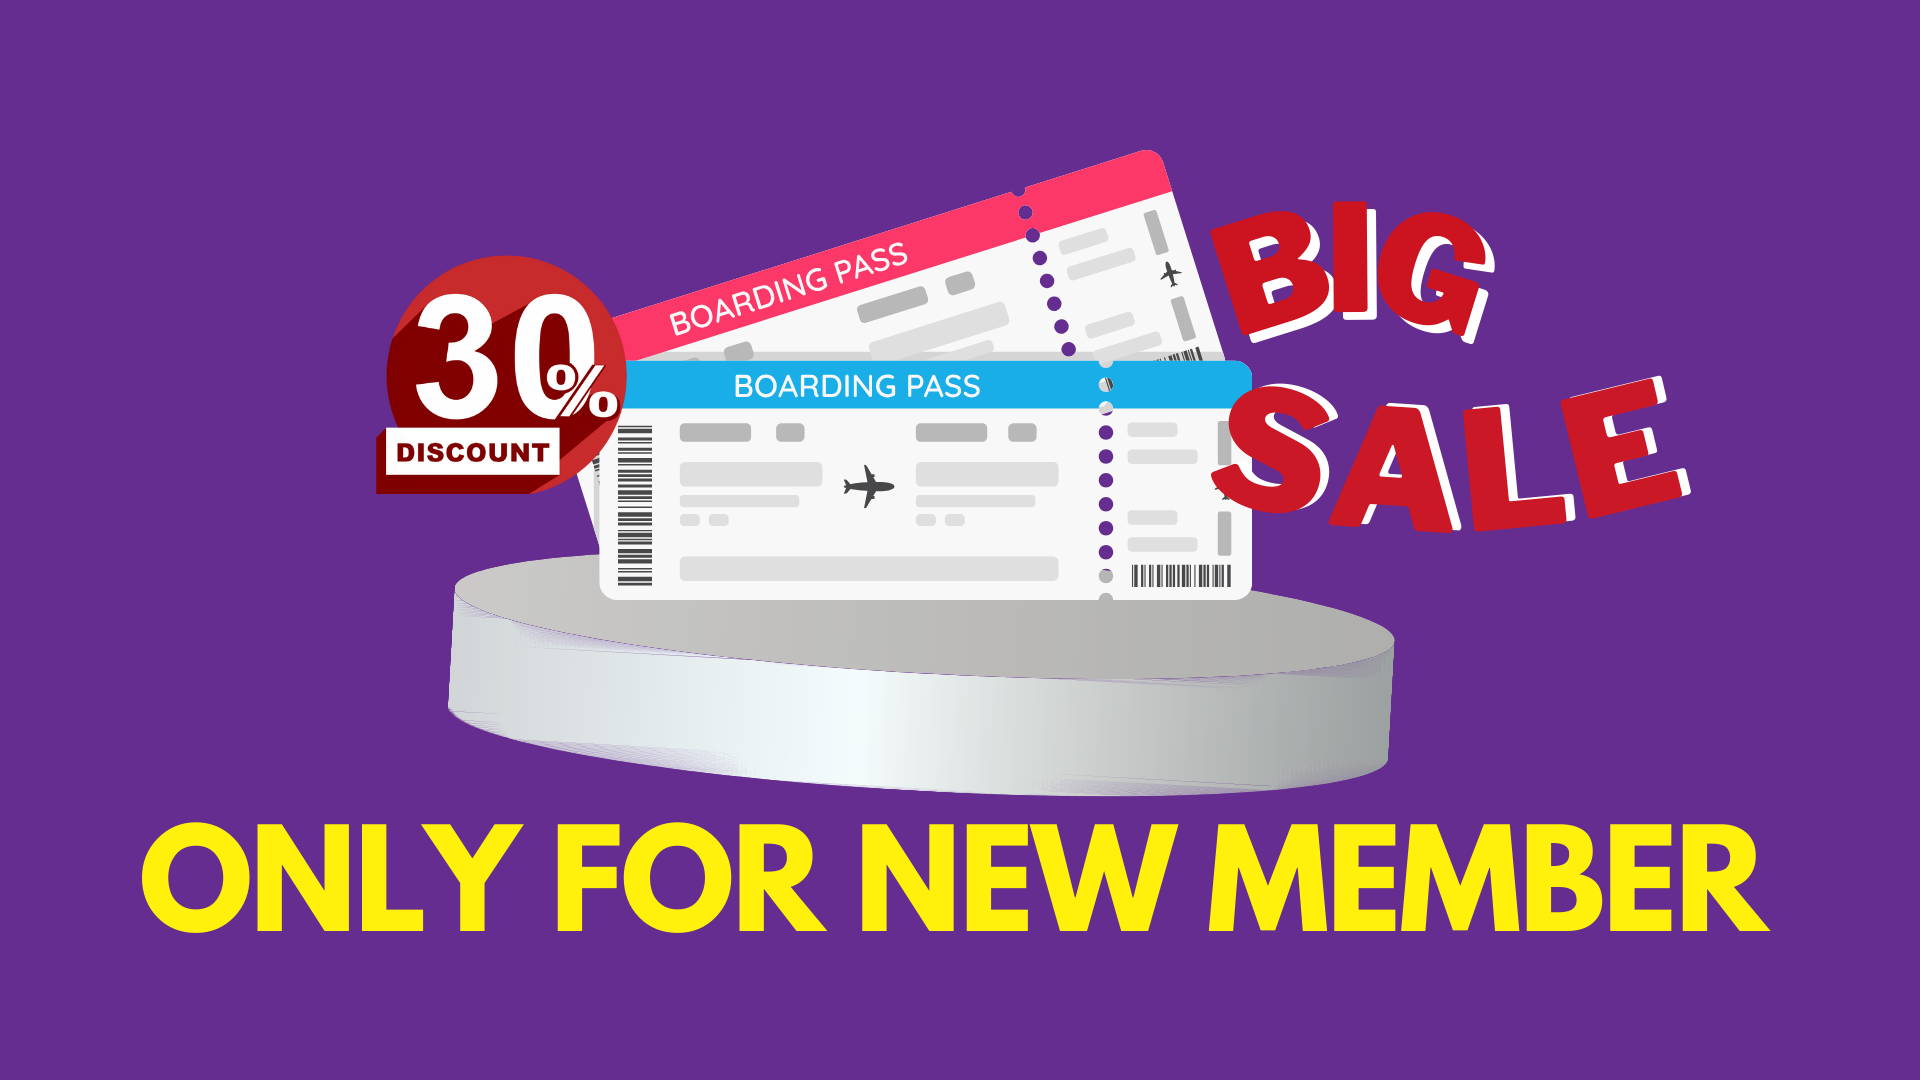 BOARDING PASS
BIG
SALE
30%
DISCOUNT
BOARDING PASS
ONLY FOR NEW MEMBER